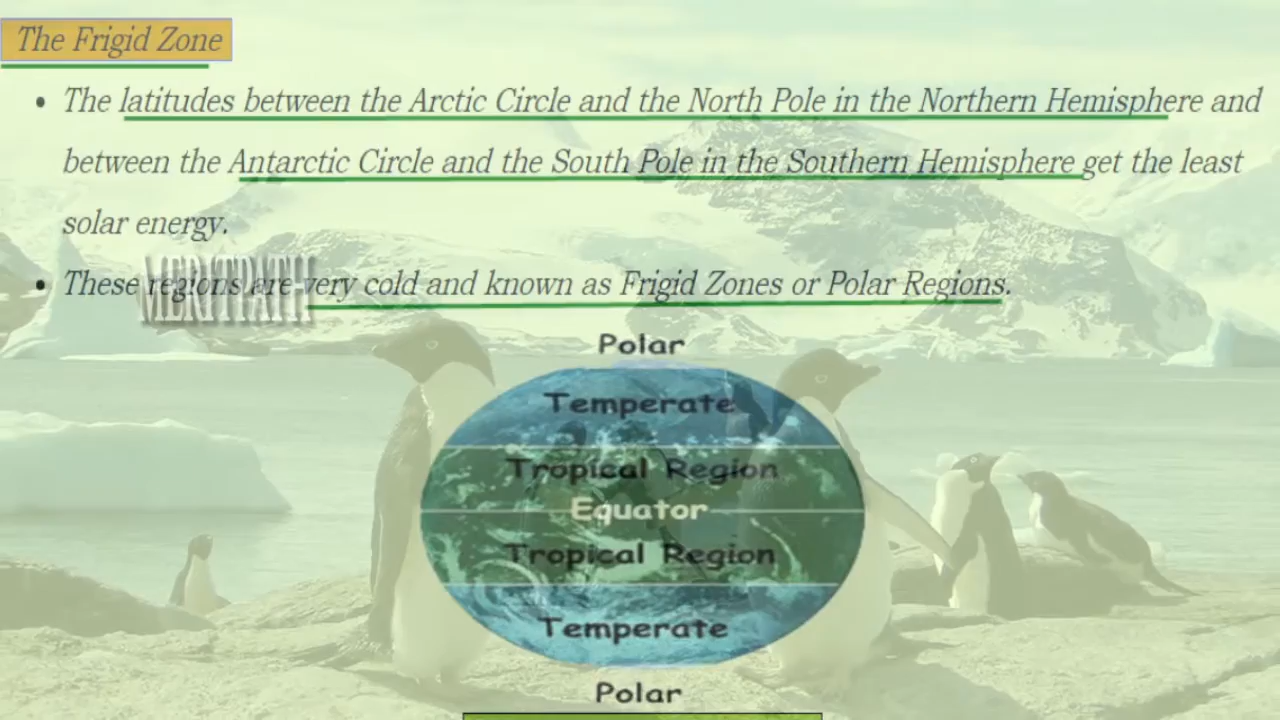 The Frigid Zone
• The latitudes between the Arctic Circle and the North Pole in the Northern Hemisphere and
between the Antarctic Circle and the South Pole in the Southern Hemisphere get the least
solar energy.
• These regions are very cold and known as Frigid Zones or Polar Regions.
MERITPATH
Polar
Temperate
Tropical Region
Equator
Tropical Region
Temperate
Polar